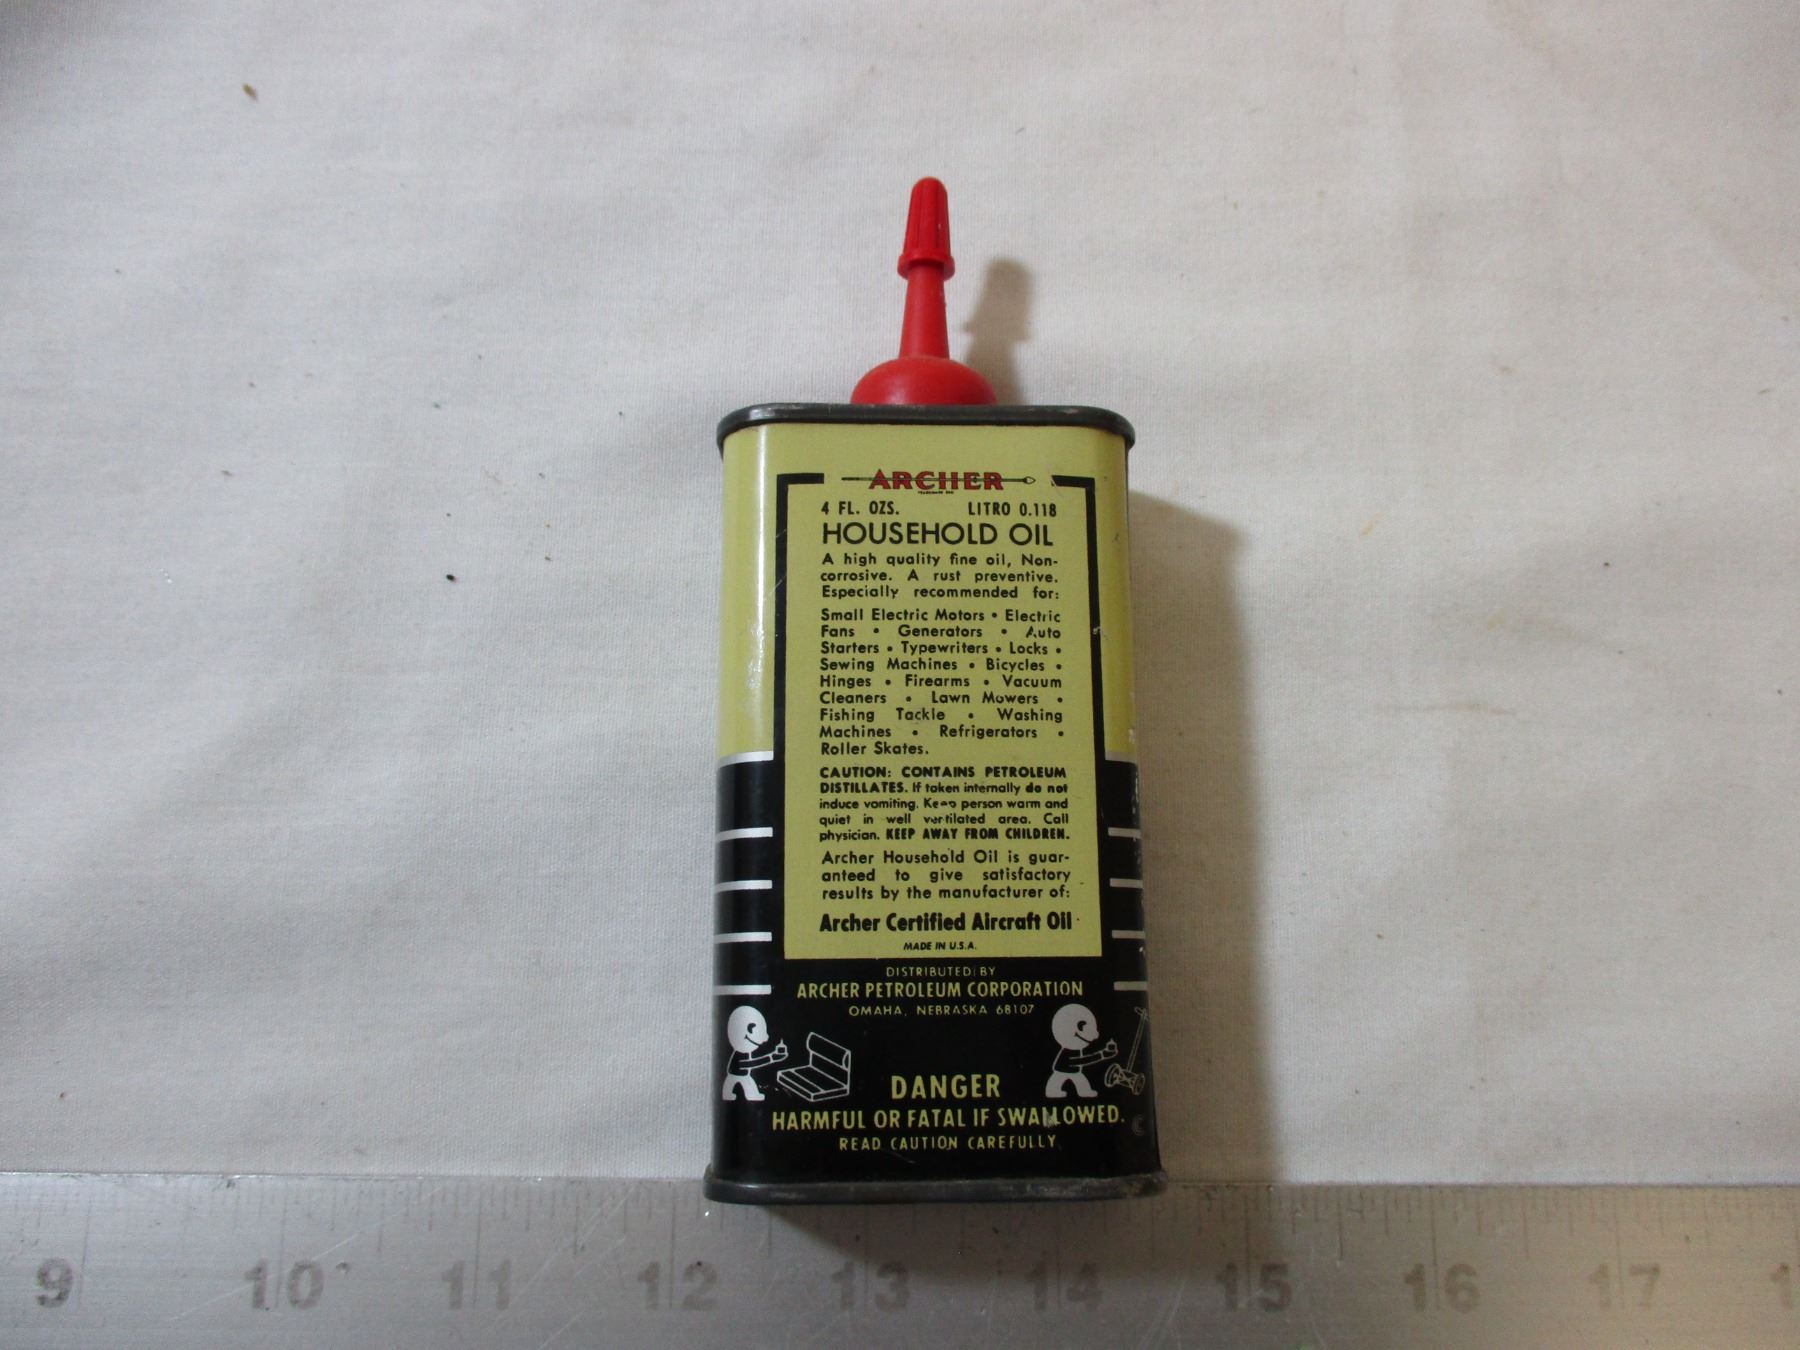 ARCHER
4 FL. OZS. LITRO 0.118
HOUSEHOLD OIL
A high quality fine oil, Non-
corrosive. A rust preventive.
Especially recommended for:
Small Electric Motors • Electric
Fans • Generators • Auto
Starters • Typewriters • Locks •
Sewing Machines • Bicycles •
Hinges • Firearms • Vacuum
Cleaners • Lawn Mowers •
Fishing Tackle • Washing
Machines • Refrigerators •
Roller Skates.
CAUTION: CONTAINS PETROLEUM
DISTILLATES. If taken internally do not
induce vomiting. Keep person warm and
quiet in well ventilated area. Call
physician. KEEP AWAY FROM CHILDREN.
Archer Household Oil is guar-
anteed to give satisfactory
results by the manufacturer of:
Archer Certified Aircraft Oil
MADE IN U.S.A.
DISTRIBUTED BY
ARCHER PETROLEUM CORPORATION
OMAHA, NEBRASKA 68107
DANGER
HARMFUL OR FATAL IF SWALLOWED.
READ CAUTION CAREFULLY.
9 10 11 12 13 14 15 16 17